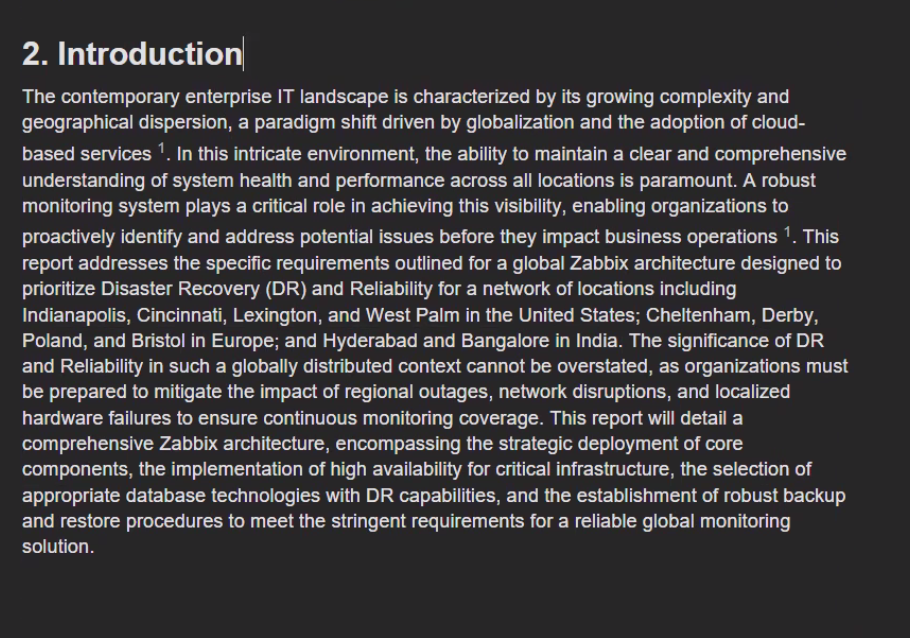 2. Introduction
The contemporary enterprise IT landscape is characterized by its growing complexity and
geographical dispersion, a paradigm shift driven by globalization and the adoption of cloud-
based services 1. In this intricate environment, the ability to maintain a clear and comprehensive
understanding of system health and performance across all locations is paramount. A robust
monitoring system plays a critical role in achieving this visibility, enabling organizations to
proactively identify and address potential issues before they impact business operations 1. This
report addresses the specific requirements outlined for a global Zabbix architecture designed to
prioritize Disaster Recovery (DR) and Reliability for a network of locations including
Indianapolis, Cincinnati, Lexington, and West Palm in the United States; Cheltenham, Derby,
Poland, and Bristol in Europe; and Hyderabad and Bangalore in India. The significance of DR
and Reliability in such a globally distributed context cannot be overstated, as organizations must
be prepared to mitigate the impact of regional outages, network disruptions, and localized
hardware failures to ensure continuous monitoring coverage. This report will detail a
comprehensive Zabbix architecture, encompassing the strategic deployment of core
components, the implementation of high availability for critical infrastructure, the selection of
appropriate database technologies with DR capabilities, and the establishment of robust backup
and restore procedures to meet the stringent requirements for a reliable global monitoring
solution.